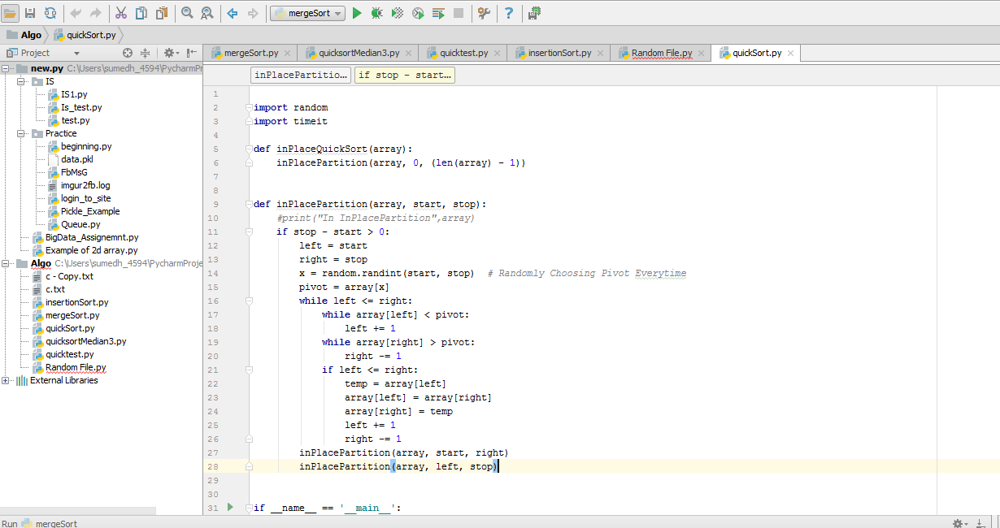 mergeSort
Algo quickSort.py
Project
mergeSort.py quicksortMedian3.py quicktest.py insertionSort.py Random File.py quickSort.py
new.py C:\Users\sumedh_4594\PycharmPr
IS
IS1.py
Is_test.py
test.py
Practice
beginning.py
data.pkl
FbMsG
imgur2fb.log
login_to_site
Pickle_Example
Queue.py
BigData_Assignemnt.py
Example of 2d array.py
Algo C:\Users\sumedh_4594\PycharmProje
c - Copy.txt
c.txt
insertionSort.py
mergeSort.py
quickSort.py
quicksortMedian3.py
quicktest.py
Random File.py
External Libraries
inPlacePartitio... if stop - start...
1
2 import random
3 import timeit
4
5 def inPlaceQuickSort(array):
6     inPlacePartition(array, 0, (len(array) - 1))
7
8
9 def inPlacePartition(array, start, stop):
10     #print("In InPlacePartition",array)
11     if stop - start > 0:
12         left = start
13         right = stop
14         x = random.randint(start, stop)  # Randomly Choosing Pivot Everytime
15         pivot = array[x]
16         while left <= right:
17             while array[left] < pivot:
18                 left += 1
19             while array[right] > pivot:
20                 right -= 1
21             if left <= right:
22                 temp = array[left]
23                 array[left] = array[right]
24                 array[right] = temp
25                 left += 1
26                 right -= 1
27         inPlacePartition(array, start, right)
28         inPlacePartition(array, left, stop)
29
30
31 if __name__ == '__main__':
Run mergeSort